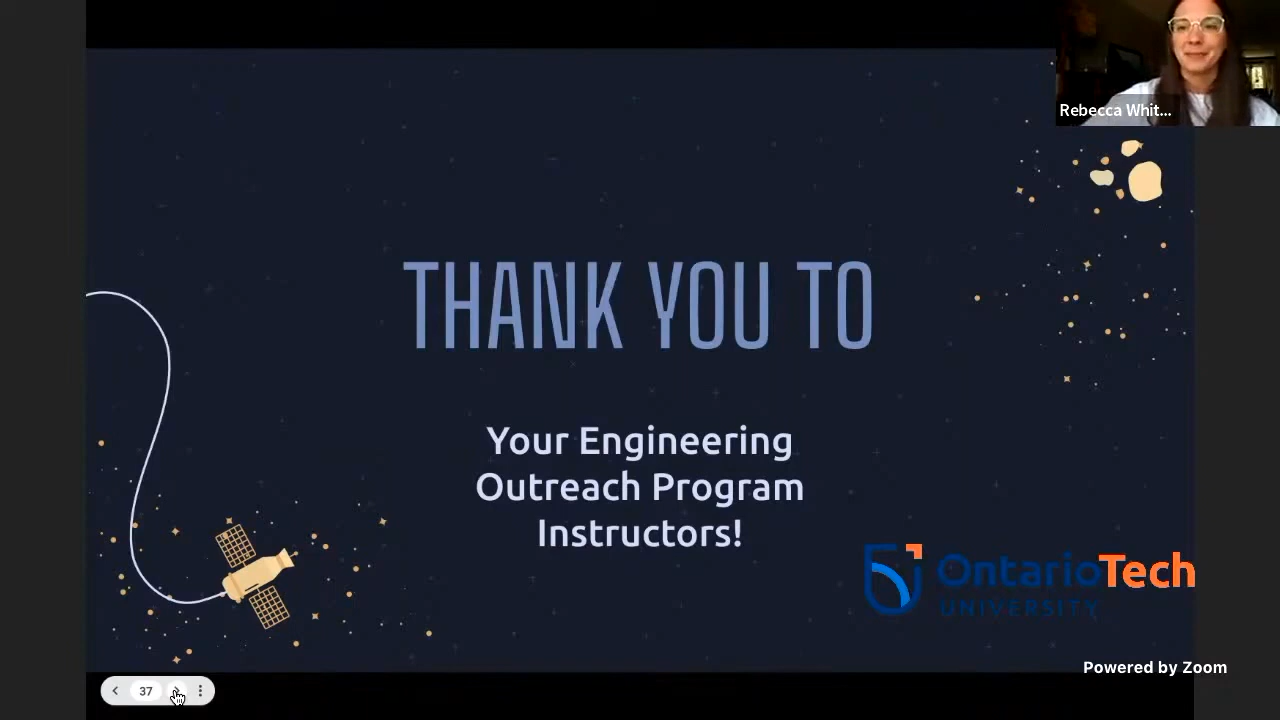 Rebecca Whit...
THANK YOU TO
Your Engineering
Outreach Program
Instructors!
OntarioTech
UNIVERSITY
Powered by Zoom
37